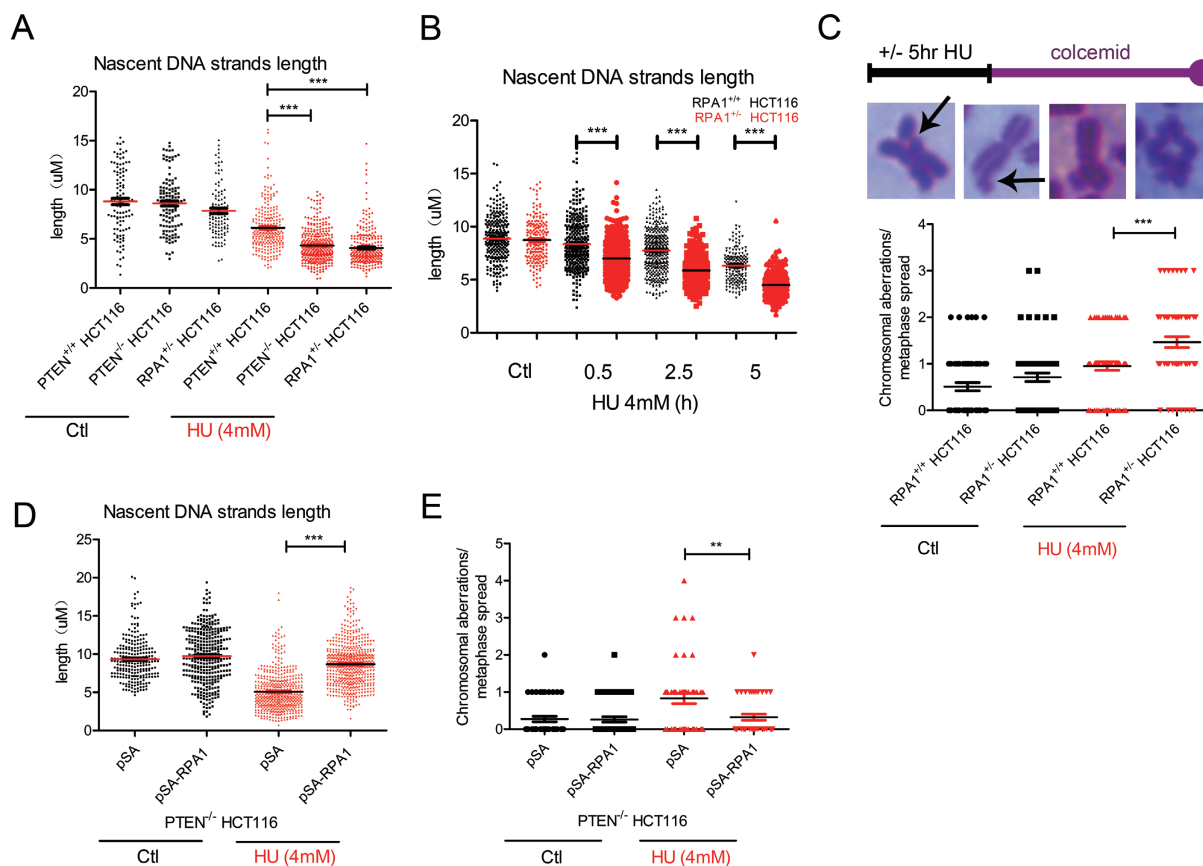 A
Nascent DNA strands length
***
***
length (uM)
20
15
10
5
0
PTEN+/+ HCT116
PTEN-/- HCT116
RPA1+/- HCT116
PTEN+/+ HCT116
PTEN-/- HCT116
RPA1+/- HCT116
Ctl
HU (4mM)
B
Nascent DNA strands length
RPA1+/+ HCT116
RPA1+/- HCT116
***
***
***
length (uM)
20
15
10
5
0
Ctl
0.5
2.5
5
HU 4mM (h)
C
+/- 5hr HU
colcemid
***
Chromosomal aberrations/
metaphase spread
4
3
2
1
0
RPA1+/+ HCT116
RPA1+/- HCT116
RPA1+/+ HCT116
RPA1+/- HCT116
Ctl
HU (4mM)
D
Nascent DNA strands length
***
length (uM)
25
20
15
10
5
0
pSA
pSA-RPA1
pSA
pSA-RPA1
PTEN-/- HCT116
Ctl
HU (4mM)
E
**
Chromosomal aberrations/
metaphase spread
5
4
3
2
1
0
pSA
pSA-RPA1
pSA
pSA-RPA1
PTEN-/- HCT116
Ctl
HU (4mM)